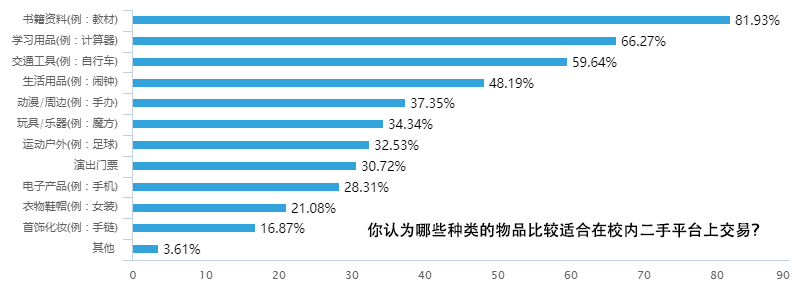 书籍资料(例：教材) 81.93%
学习用品(例：计算器) 66.27%
交通工具(例：自行车) 59.64%
生活用品(例：闹钟) 48.19%
动漫/周边(例：手办) 37.35%
玩具/乐器(例：魔方) 34.34%
运动户外(例：足球) 32.53%
演出门票 30.72%
电子产品(例：手机) 28.31%
衣物鞋帽(例：女装) 21.08%
首饰化妆(例：手链) 16.87%
你认为哪些种类的物品比较适合在校内二手平台上交易？
其他 3.61%
0 10 20 30 40 50 60 70 80 90